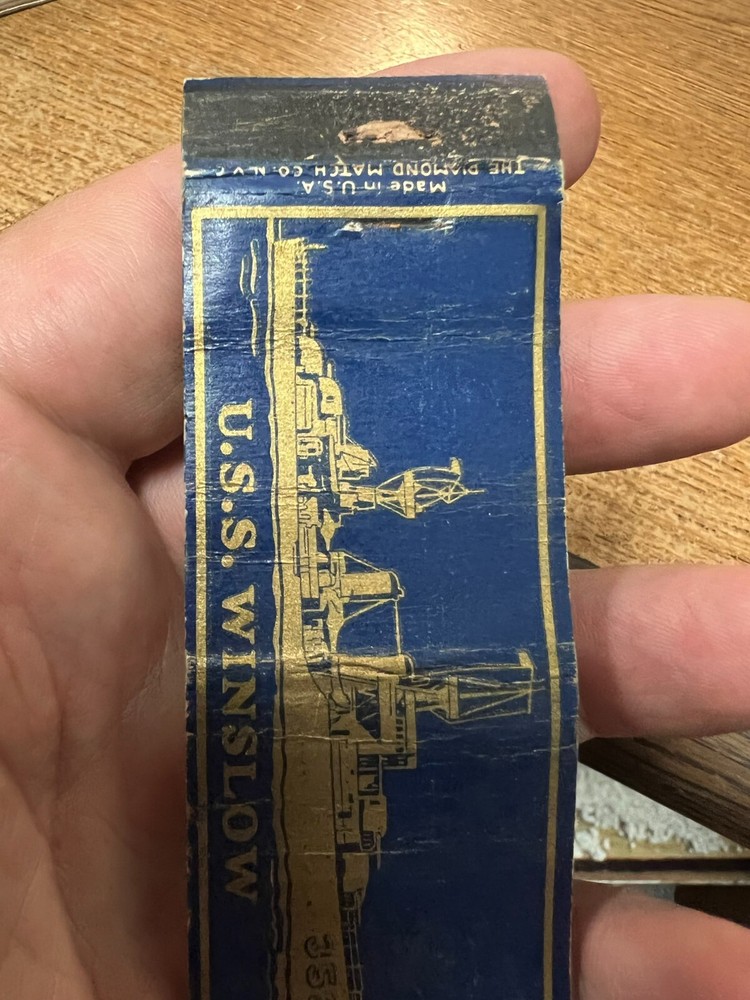 THE DIAMOND MATCH CO. N.Y.C.
Made in U.S.A.
U.S.S. WINSLOW